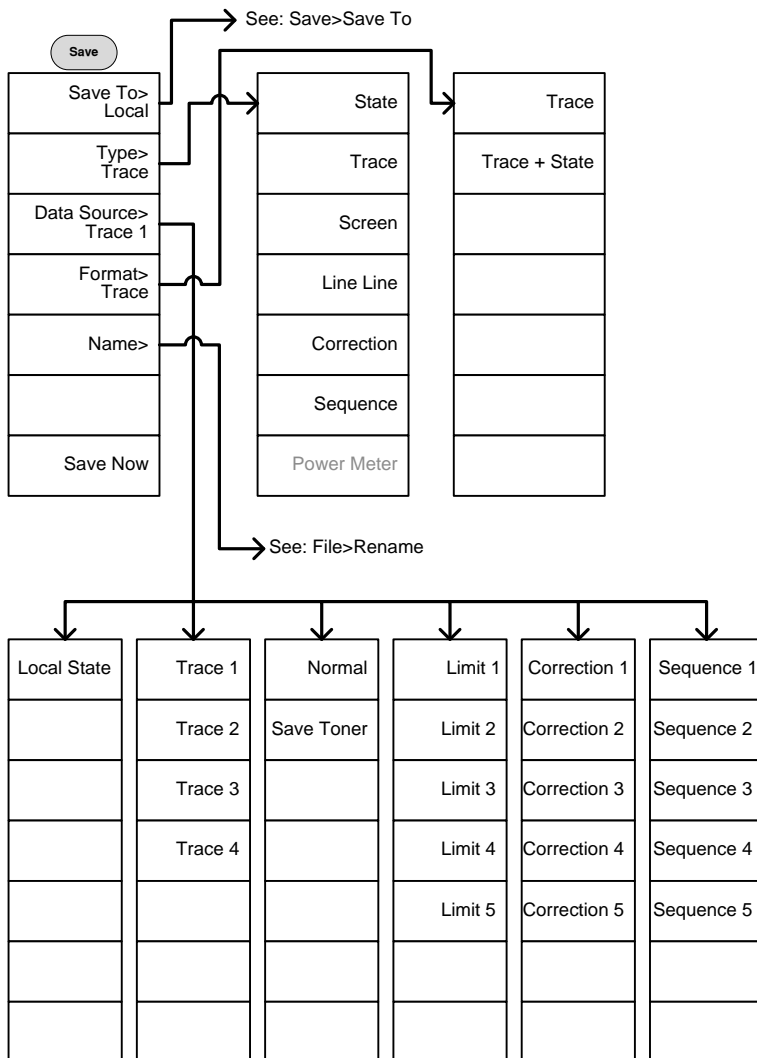 See: Save>Save To
Save
Save To>
Local
Type>
Trace
Data Source>
Trace 1
Format>
Trace
Name>
Save Now
State
Trace
Screen
Line Line
Correction
Sequence
Power Meter
Trace
Trace + State
See: File>Rename
Local State
Trace 1
Trace 2
Trace 3
Trace 4
Normal
Save Toner
Limit 1
Limit 2
Limit 3
Limit 4
Limit 5
Correction 1
Correction 2
Correction 3
Correction 4
Correction 5
Sequence 1
Sequence 2
Sequence 3
Sequence 4
Sequence 5